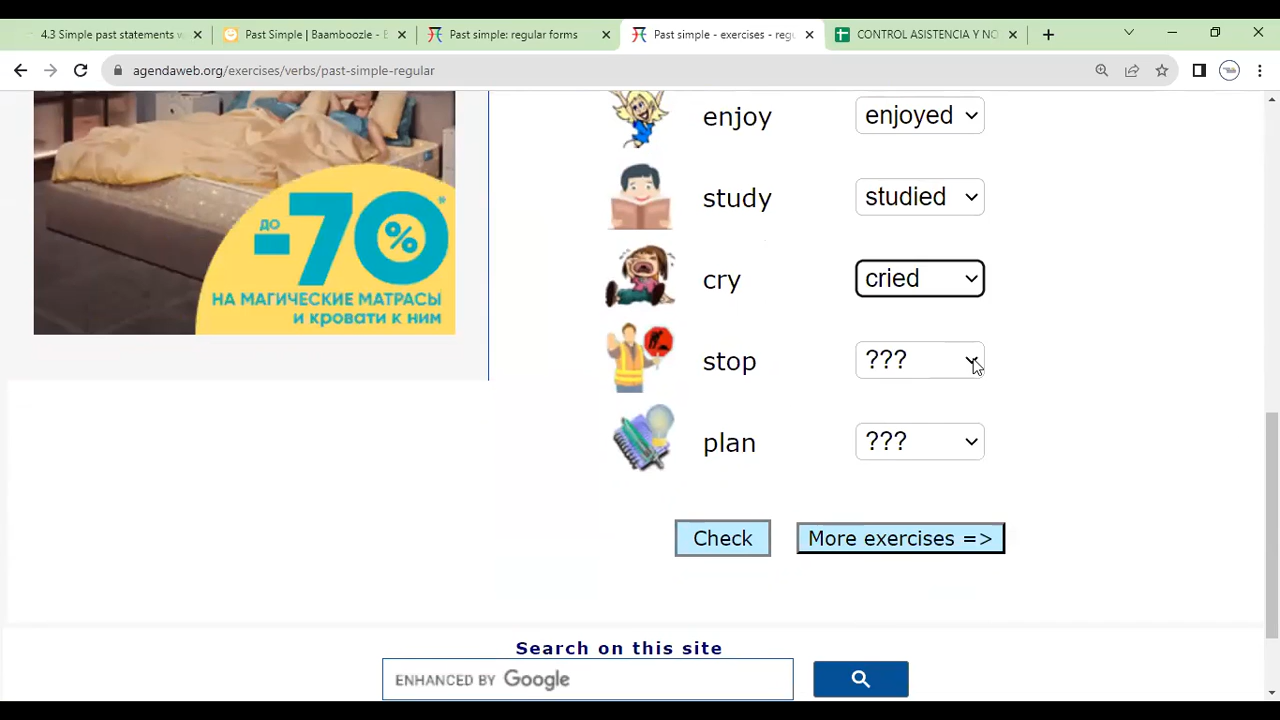 4.3 Simple past statements w
Past Simple | Baamboozle - B
Past simple: regular forms
Past simple - exercises - regu
CONTROL ASISTENCIA Y NO
agendaweb.org/exercises/verbs/past-simple-regular
enjoy enjoyed
study studied
cry cried
stop ???
plan ???
до -70%*
НА МАГИЧЕСКИЕ МАТРАСЫ
и кровати к ним
Check More exercises =>
Search on this site
ENHANCED BY Google